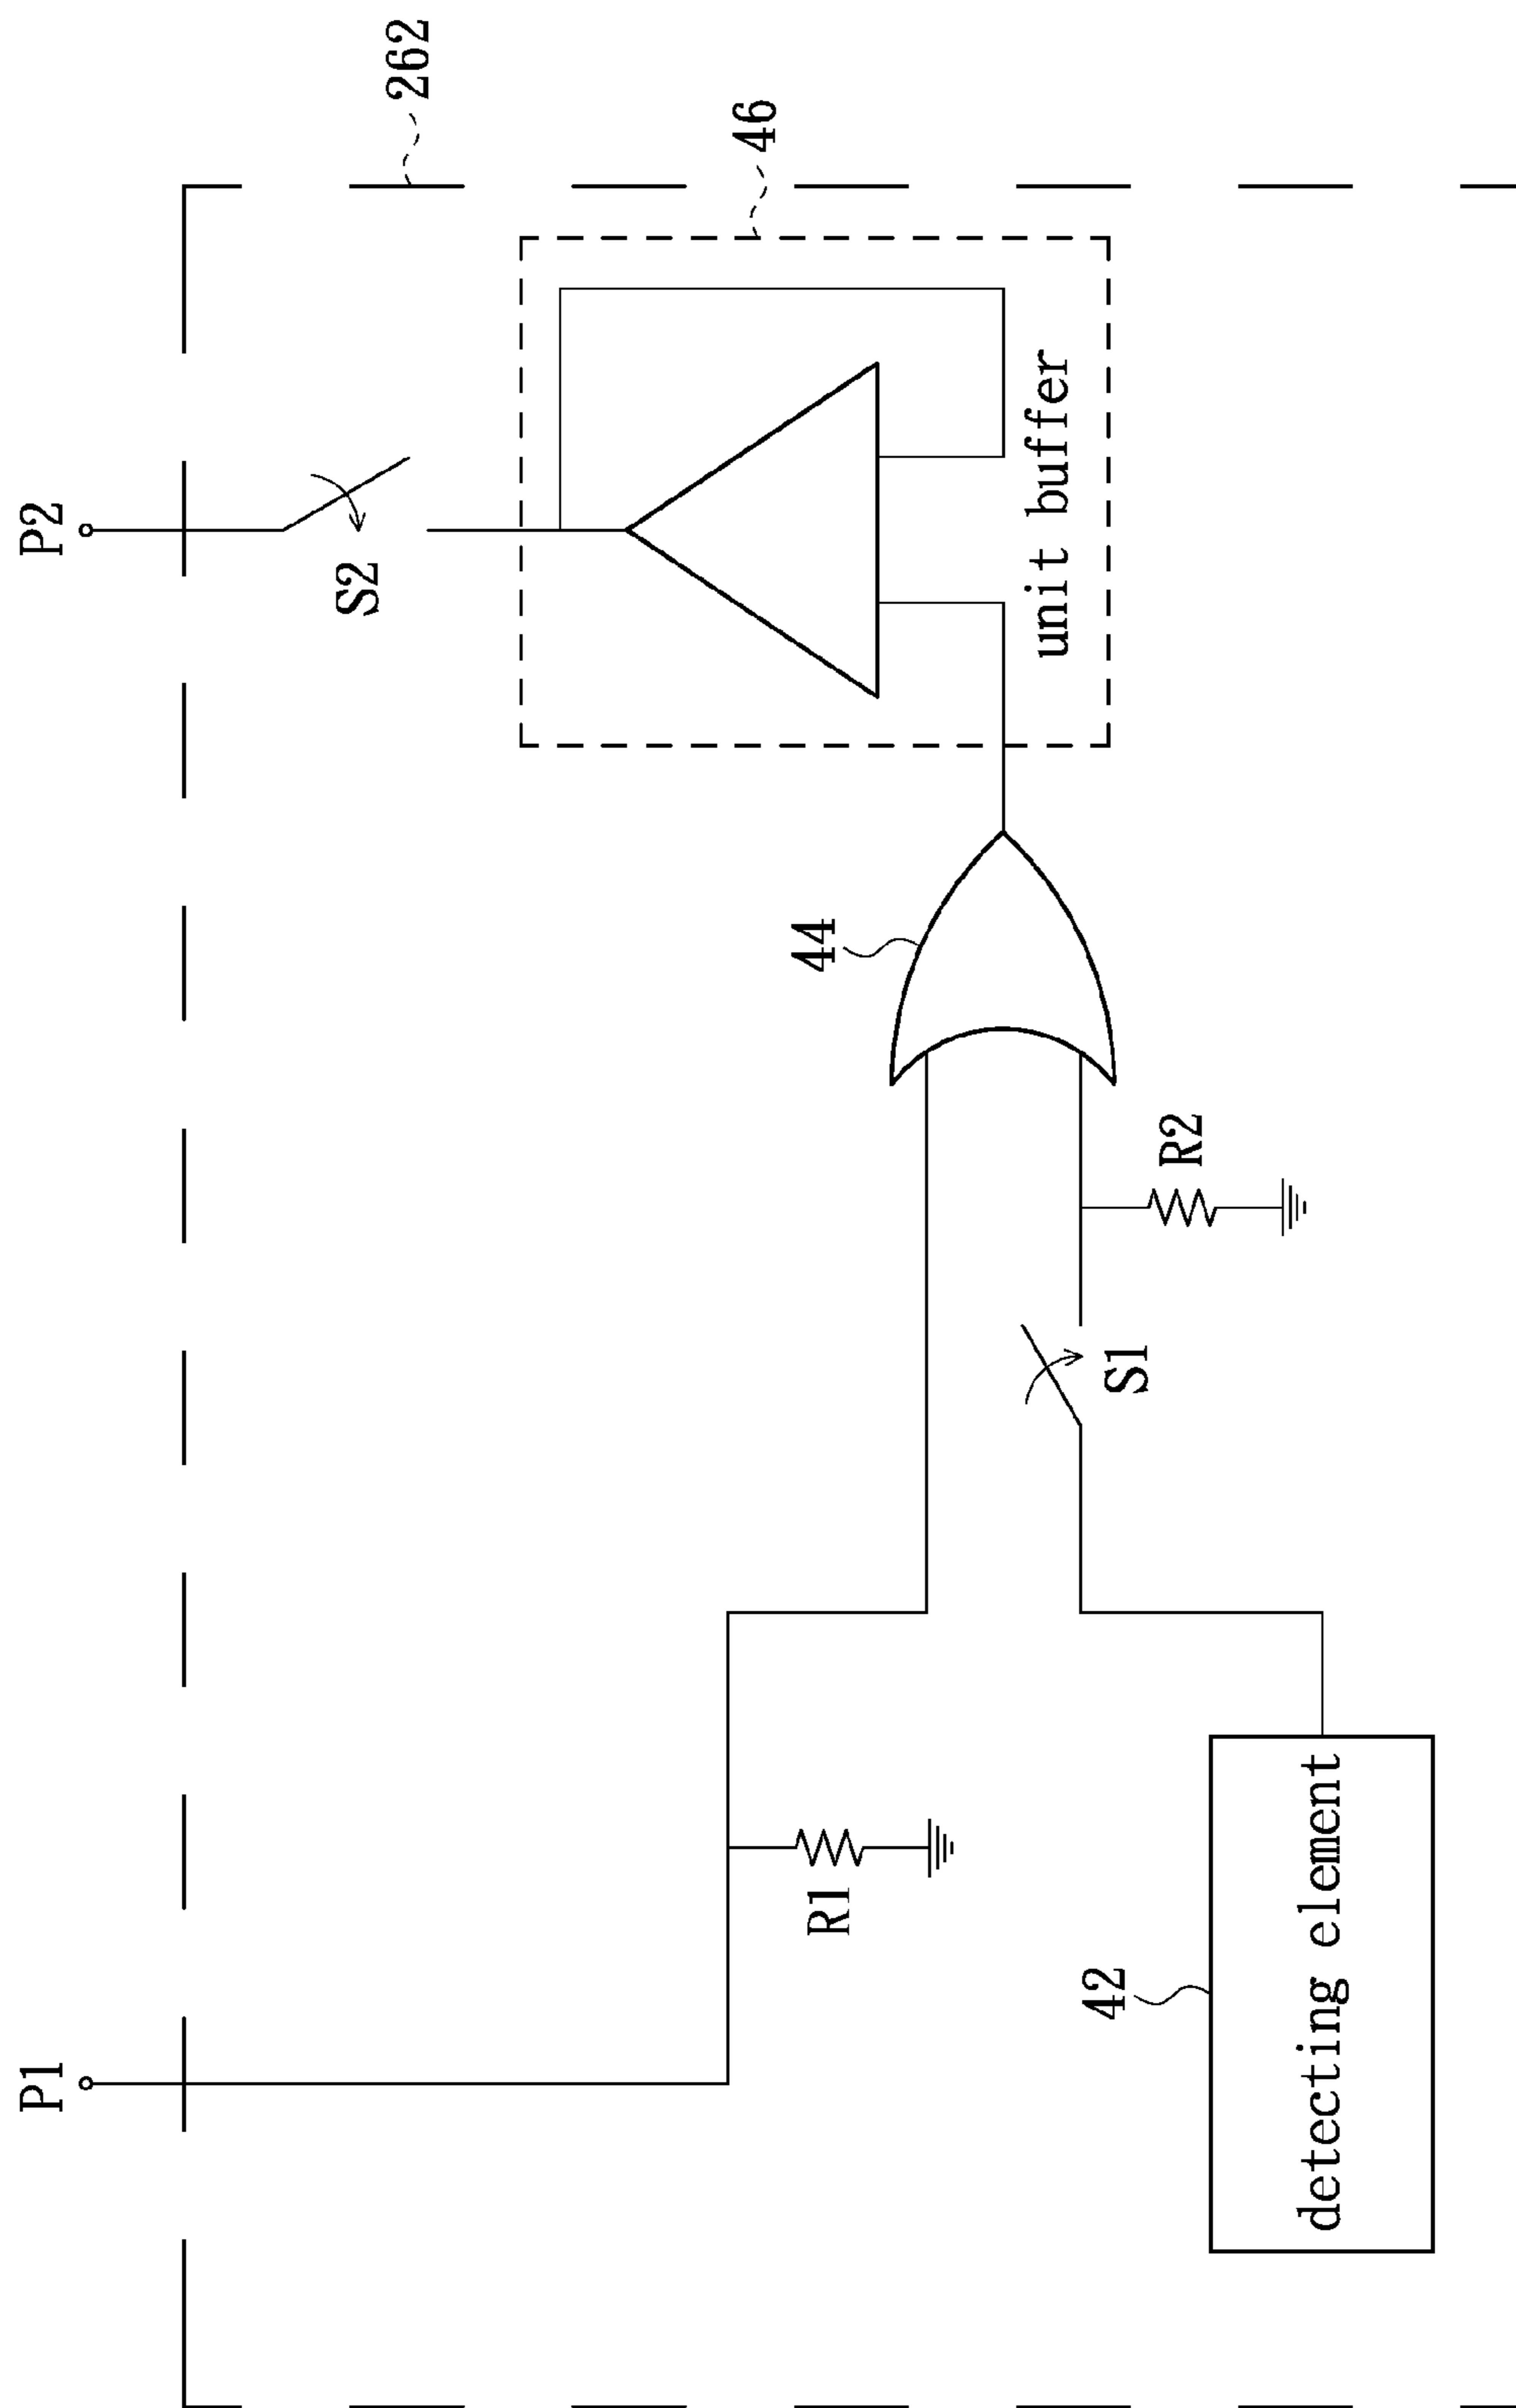 P1
P2
262
S2
46
unit buffer
44
R1
R2
S1
42
detecting element